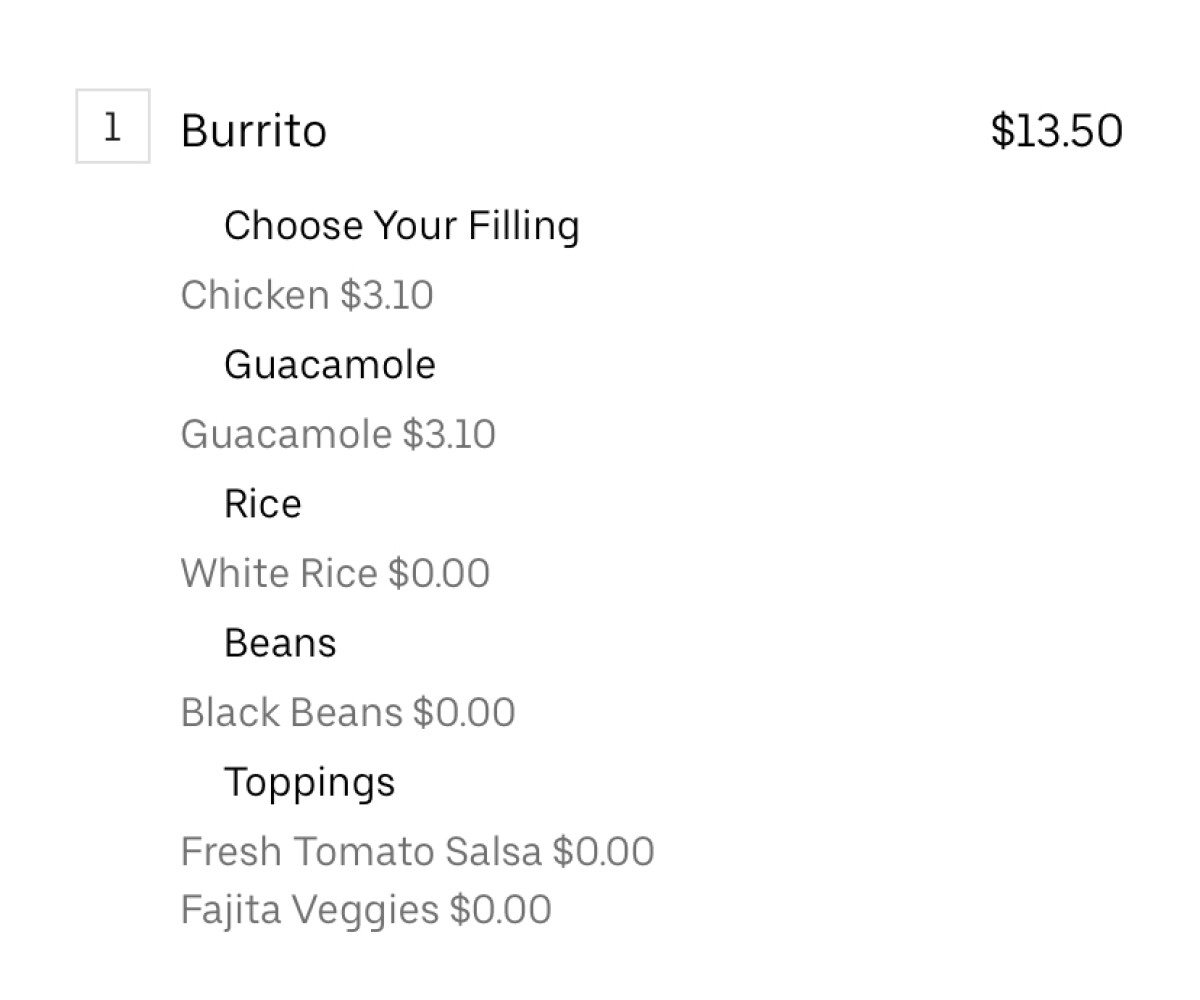 1 Burrito $13.50
Choose Your Filling
Chicken $3.10
Guacamole
Guacamole $3.10
Rice
White Rice $0.00
Beans
Black Beans $0.00
Toppings
Fresh Tomato Salsa $0.00
Fajita Veggies $0.00